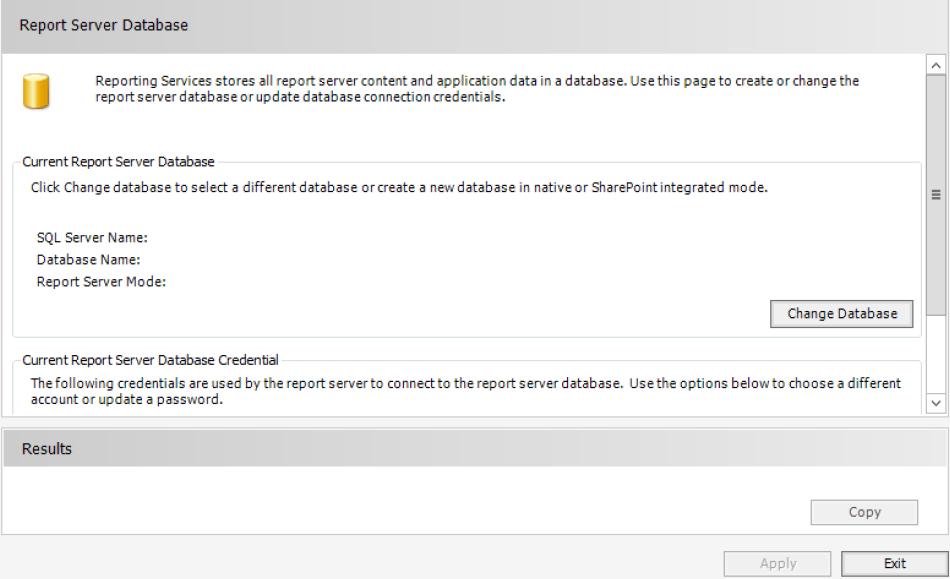 Report Server Database
Reporting Services stores all report server content and application data in a database. Use this page to create or change the
report server database or update database connection credentials.
Current Report Server Database
Click Change database to select a different database or create a new database in native or SharePoint integrated mode.
SQL Server Name:
Database Name:
Report Server Mode:
Change Database
Current Report Server Database Credential
The following credentials are used by the report server to connect to the report server database. Use the options below to choose a different
account or update a password.
Results
Copy
Apply
Exit